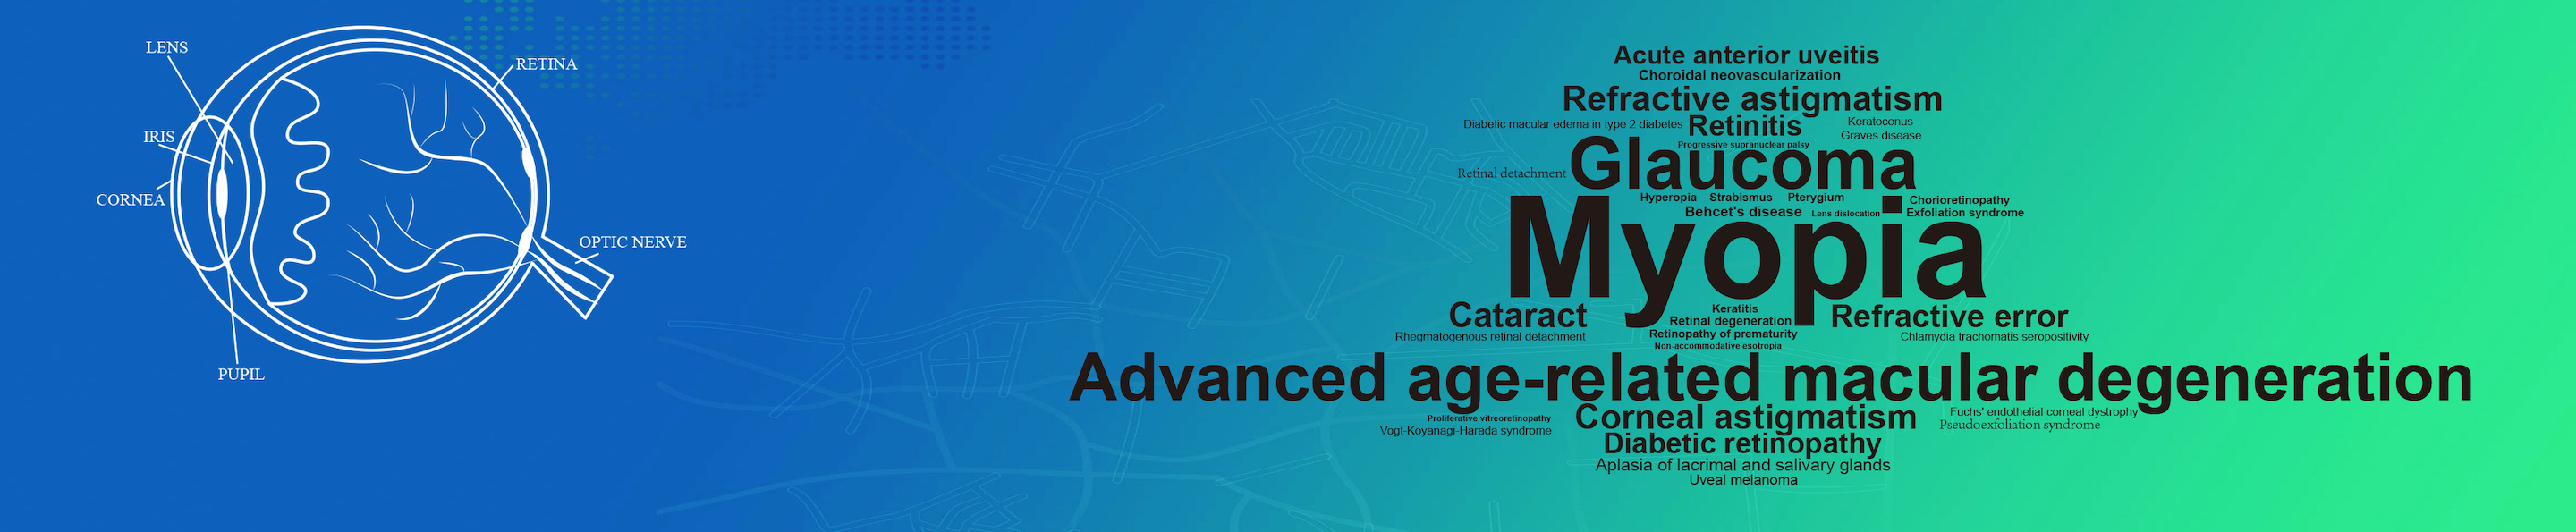 LENS
RETINA
IRIS
CORNEA
OPTIC NERVE
PUPIL
Acute anterior uveitis
Choroidal neovascularization
Refractive astigmatism
Diabetic macular edema in type 2 diabetes
Retinitis
Keratoconus
Graves disease
Progressive supranuclear palsy
Retinal detachment
Glaucoma
Hyperopia Strabismus Pterygium
Chorioretinopathy
Behcet's disease
Lens dislocation
Exfoliation syndrome
Myopia
Cataract
Keratitis
Retinal degeneration
Refractive error
Rhegmatogenous retinal detachment
Retinopathy of prematurity
Chlamydia trachomatis seropositivity
Non-accommodative esotropia
Advanced age-related macular degeneration
Proliferative vitreoretinopathy
Corneal astigmatism
Fuchs' endothelial corneal dystrophy
Vogt-Koyanagi-Harada syndrome
Pseudoexfoliation syndrome
Diabetic retinopathy
Aplasia of lacrimal and salivary glands
Uveal melanoma